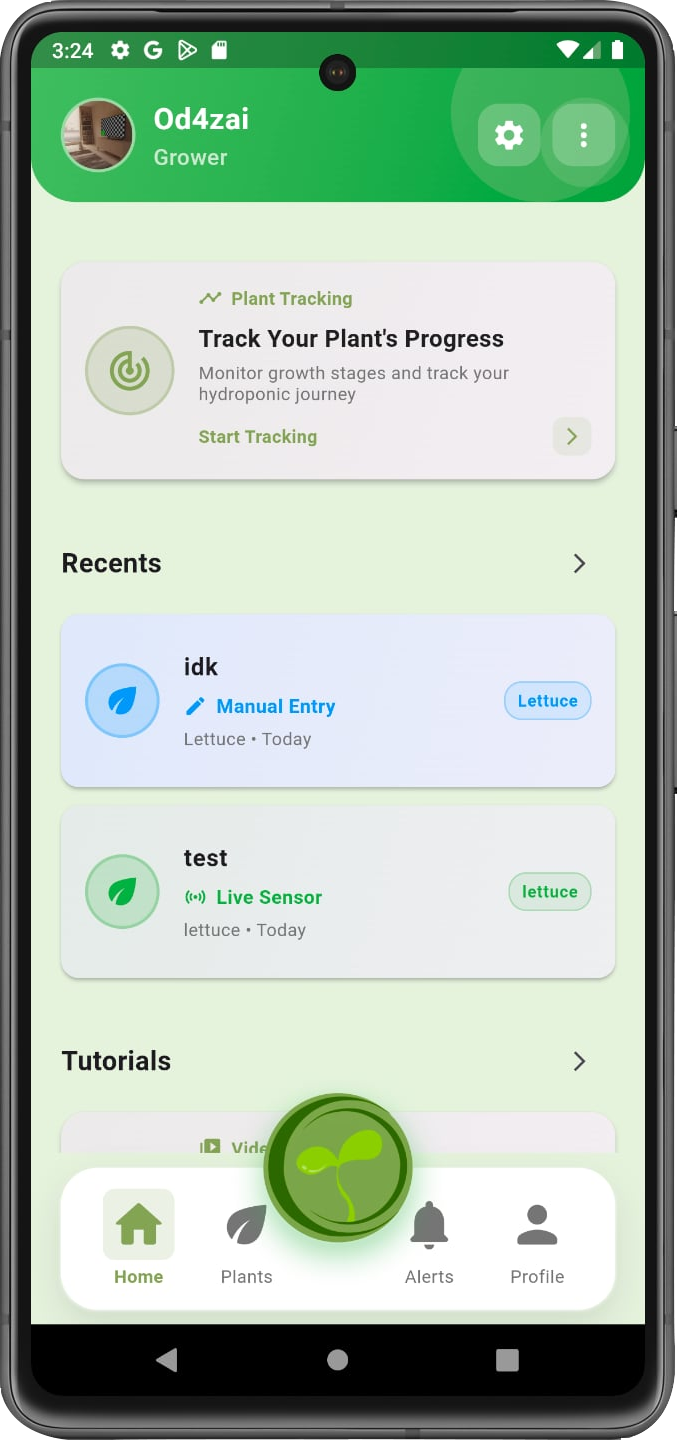 3:24
Od4zai
Grower
Plant Tracking
Track Your Plant's Progress
Monitor growth stages and track your
hydroponic journey
Start Tracking
Recents
idk
Manual Entry
Lettuce • Today
Lettuce
test
Live Sensor
lettuce • Today
lettuce
Tutorials
Home
Plants
Alerts
Profile